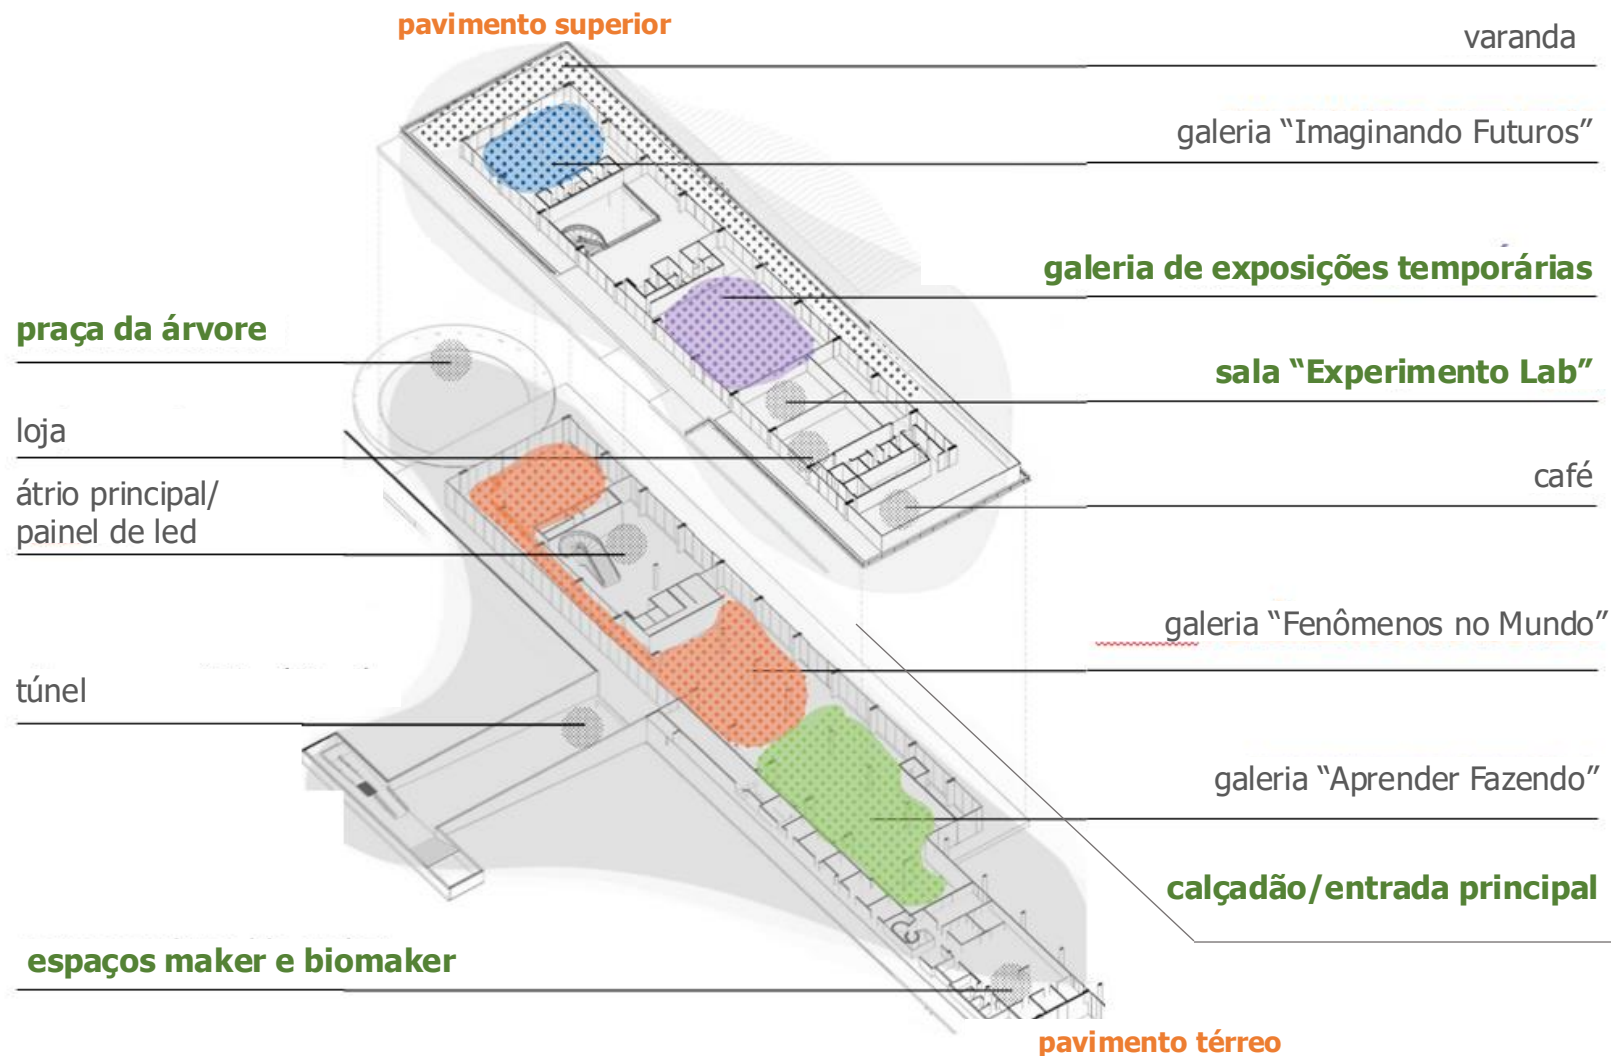 pavimento superior
varanda
galeria “Imaginando Futuros”
galeria de exposições temporárias
praça da árvore
sala “Experimento Lab”
loja
café
átrio principal/
painel de led
galeria “Fenômenos no Mundo”
túnel
galeria “Aprender Fazendo”
calçadão/entrada principal
espaços maker e biomaker
pavimento térreo